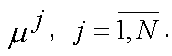 μ^j, j = \overline{1,N}.